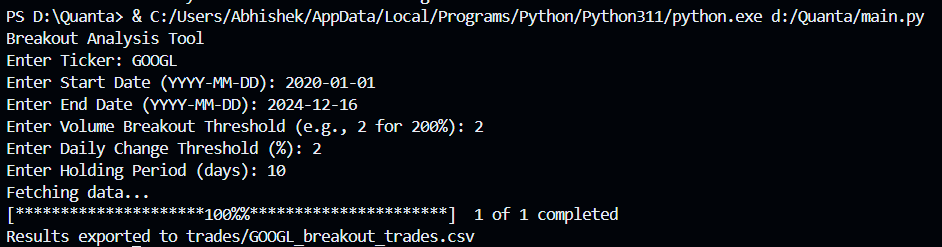 PS D:\Quanta> & C:/Users/Abhishek/AppData/Local/Programs/Python/Python311/python.exe d:/Quanta/main.py
Breakout Analysis Tool
Enter Ticker: GOOGL
Enter Start Date (YYYY-MM-DD): 2020-01-01
Enter End Date (YYYY-MM-DD): 2024-12-16
Enter Volume Breakout Threshold (e.g., 2 for 200%): 2
Enter Daily Change Threshold (%): 2
Enter Holding Period (days): 10
Fetching data...
[*********************100%%**********************]  1 of 1 completed
Results exported to trades/GOOGL_breakout_trades.csv